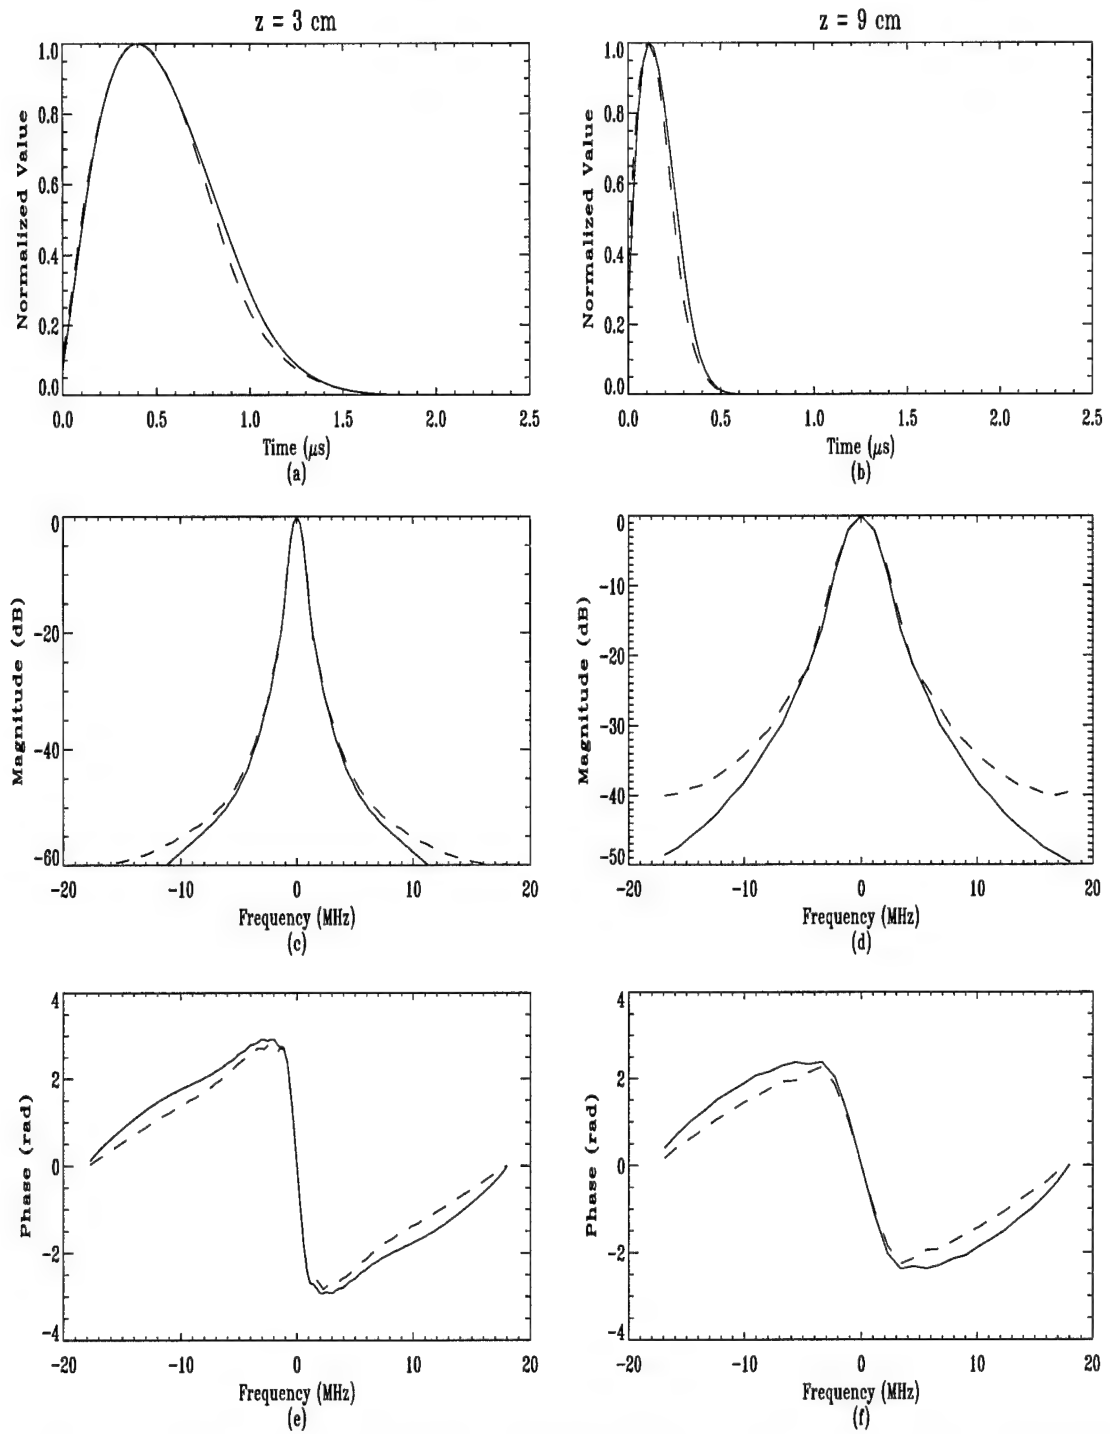 z = 3 cm
z = 9 cm
1.0
0.8
0.6
0.4
0.2
0.0
Normalized Value
0.0 0.5 1.0 1.5 2.0 2.5
Time (μs)
(a)
1.0
0.8
0.6
0.4
0.2
0.0
Normalized Value
0.0 0.5 1.0 1.5 2.0 2.5
Time (μs)
(b)
0
-20
-40
-60
Magnitude (dB)
-20 -10 0 10 20
Frequency (MHz)
(c)
0
-10
-20
-30
-40
-50
Magnitude (dB)
-20 -10 0 10 20
Frequency (MHz)
(d)
4
2
0
-2
-4
Phase (rad)
-20 -10 0 10 20
Frequency (MHz)
(e)
4
2
0
-2
-4
Phase (rad)
-20 -10 0 10 20
Frequency (MHz)
(f)